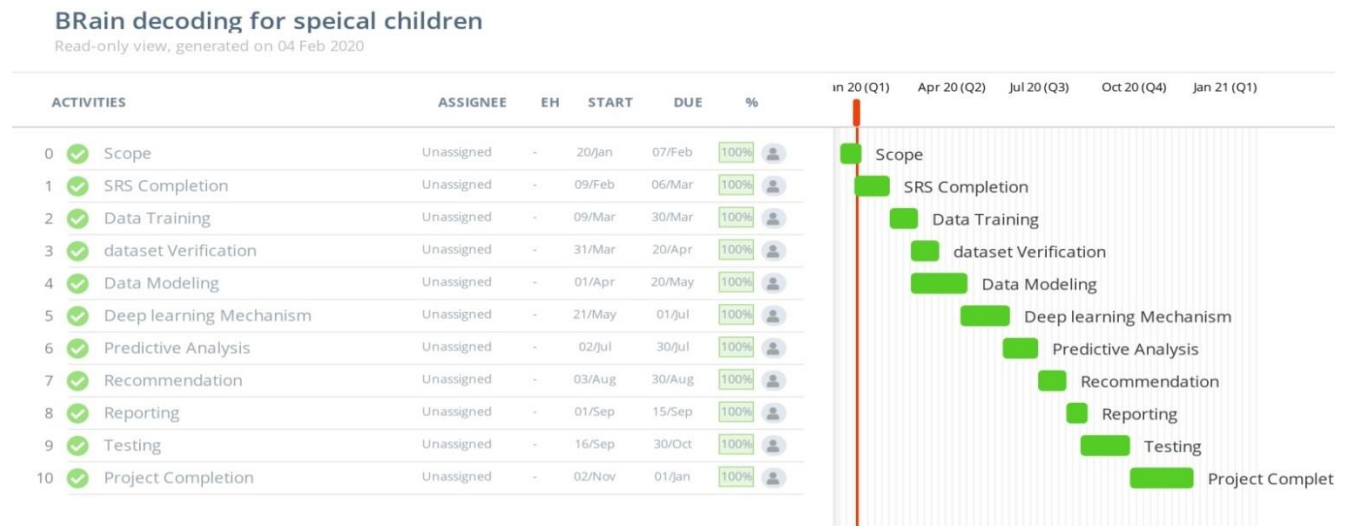 BRain decoding for speical children
Read-only view, generated on 04 Feb 2020
ACTIVITIES ASSIGNEE EH START DUE %
0 Scope Unassigned - 20/Jan 07/Feb 100%
1 SRS Completion Unassigned - 09/Feb 06/Mar 100%
2 Data Training Unassigned - 09/Mar 30/Mar 100%
3 dataset Verification Unassigned - 31/Mar 20/Apr 100%
4 Data Modeling Unassigned - 01/Apr 20/May 100%
5 Deep learning Mechanism Unassigned - 21/May 01/Jul 100%
6 Predictive Analysis Unassigned - 02/Jul 30/Jul 100%
7 Recommendation Unassigned - 03/Aug 30/Aug 100%
8 Reporting Unassigned - 01/Sep 15/Sep 100%
9 Testing Unassigned - 16/Sep 30/Oct 100%
10 Project Completion Unassigned - 02/Nov 01/Jan 100%
an 20 (Q1) Apr 20 (Q2) Jul 20 (Q3) Oct 20 (Q4) Jan 21 (Q1)
Scope
SRS Completion
Data Training
dataset Verification
Data Modeling
Deep learning Mechanism
Predictive Analysis
Recommendation
Reporting
Testing
Project Complet